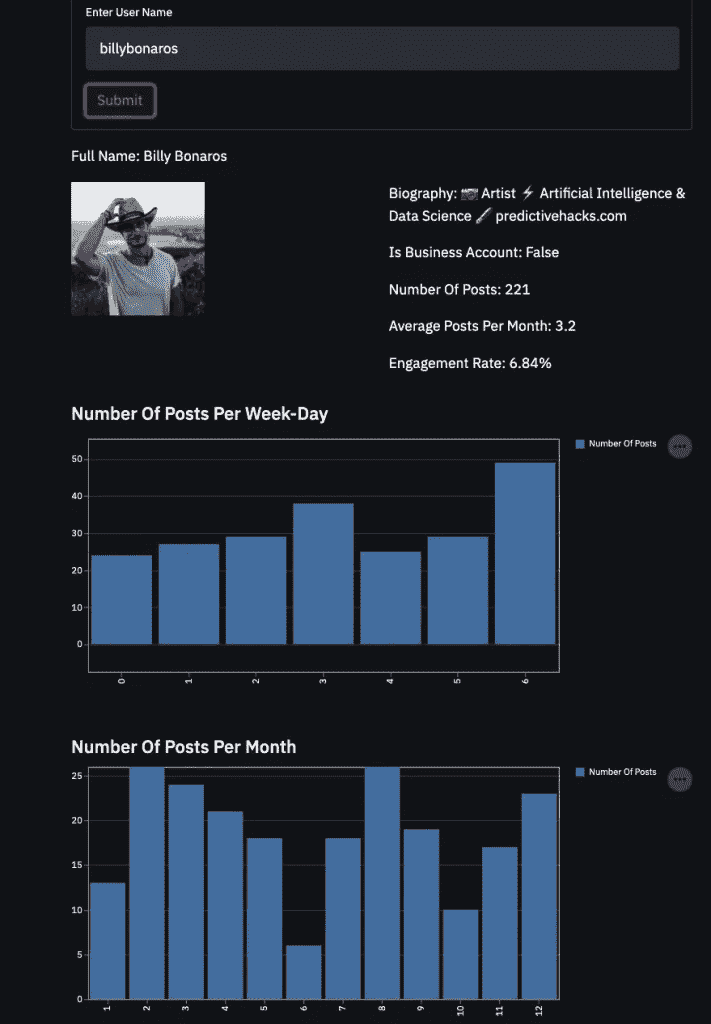 Enter User Name
billybonaros
Submit
Full Name: Billy Bonaros
Biography: 📷 Artist ⚡ Artificial Intelligence &
Data Science 🖌️ predictivehacks.com
Is Business Account: False
Number Of Posts: 221
Average Posts Per Month: 3.2
Engagement Rate: 6.84%
Number Of Posts Per Week-Day
Number Of Posts
50
40
30
20
10
0
0 1 2 3 4 5 6
Number Of Posts Per Month
Number Of Posts
25
20
15
10
5
0
1 2 3 4 5 6 7 8 9 10 11 12